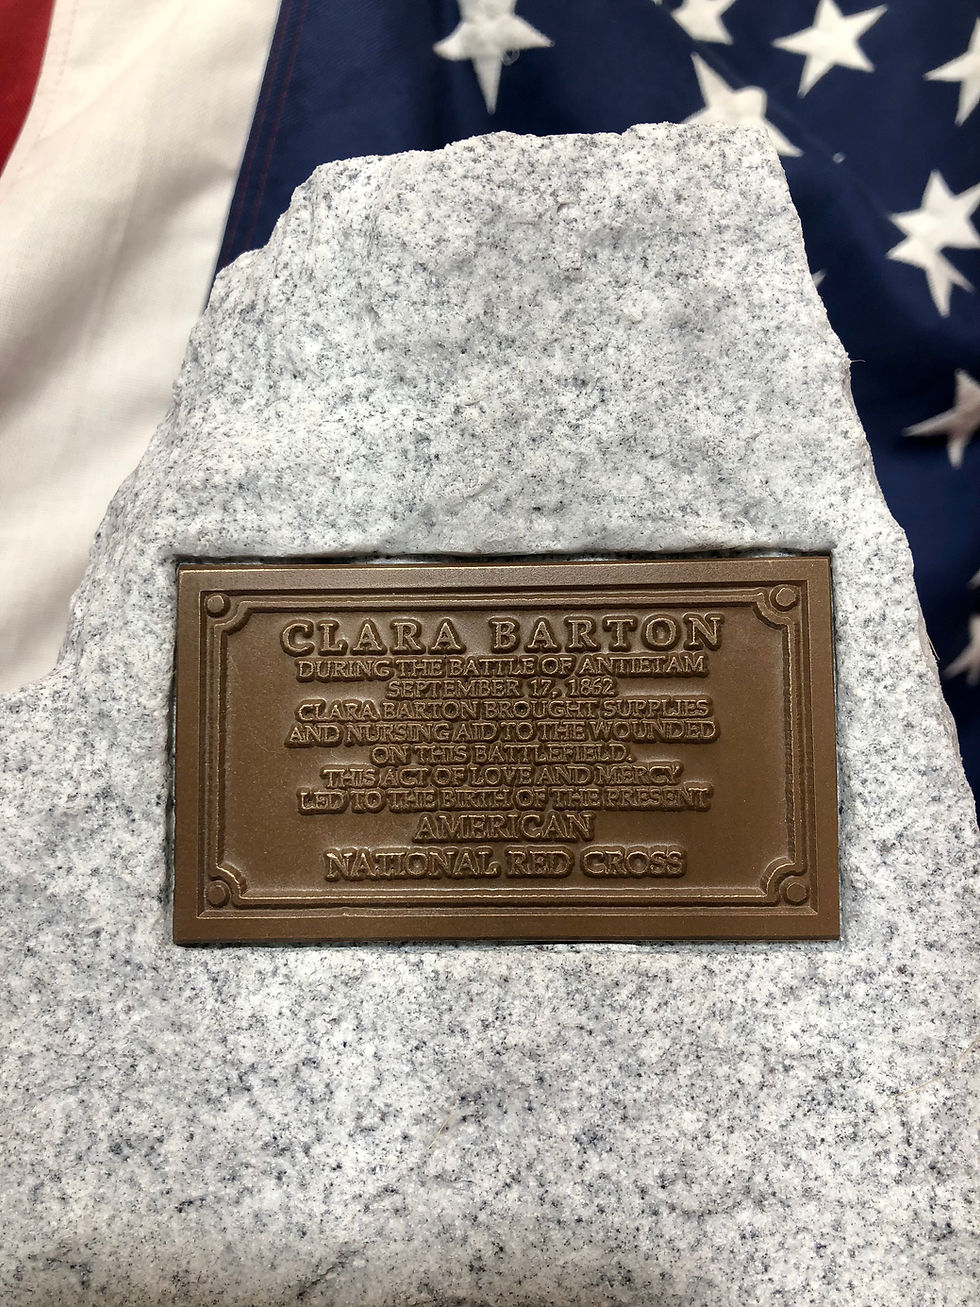 CLARA BARTON
DURING THE BATTLE OF ANTIETAM
SEPTEMBER 17, 1862
CLARA BARTON BROUGHT SUPPLIES
AND NURSING AID TO THE WOUNDED
ON THIS BATTLEFIELD.
THIS ACT OF LOVE AND MERCY
LED TO THE BIRTH OF THE PRESENT
AMERICAN
NATIONAL RED CROSS